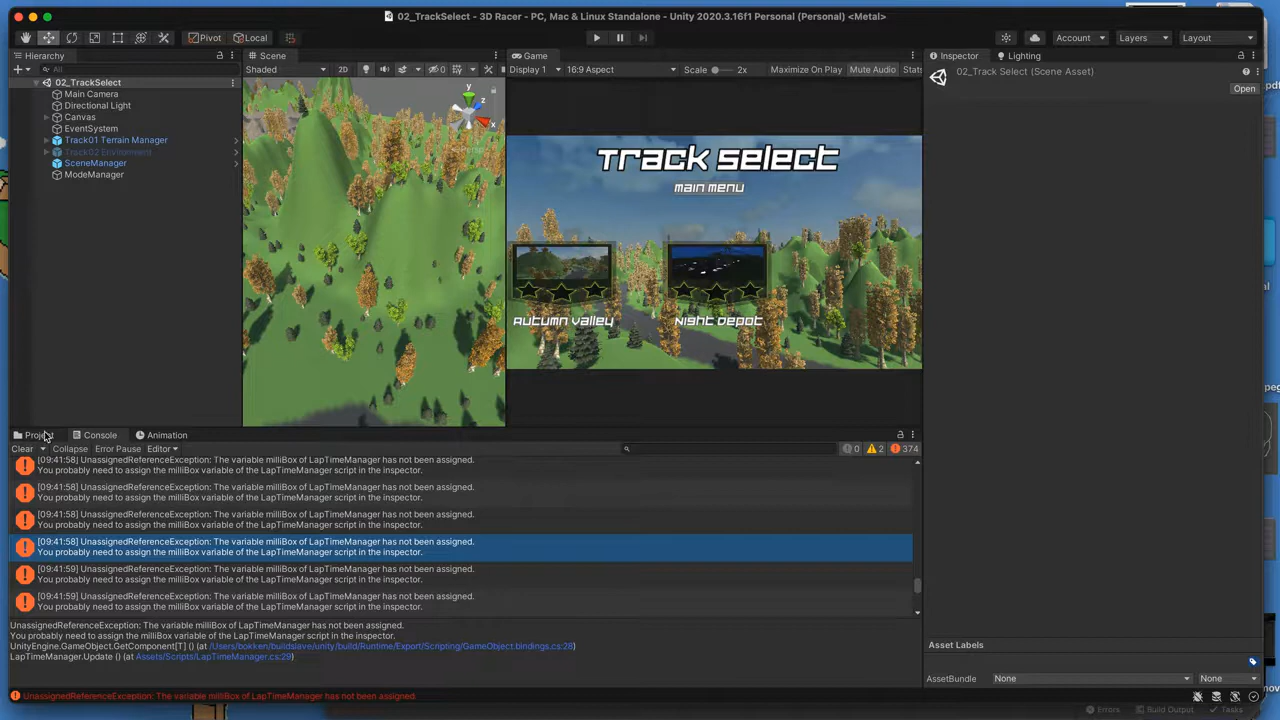 02_TrackSelect - 3D Racer - PC, Mac & Linux Standalone - Unity 2020.3.16f1 Personal (Personal) <Metal>
Pivot Local Account Layers Layout
Hierarchy Scene Game Inspector Lighting
All Shaded 2D 0 Display 1 16:9 Aspect Scale 2x Maximize On Play Mute Audio Stats
02_Track Select (Scene Asset)
Open
02_TrackSelect
Main Camera
Directional Light
Canvas
EventSystem
Track01 Terrain Manager
Track02 Environment
SceneManager
ModeManager
y
z
x
Persp
Track Select
Main Menu
Autumn Valley Night Depot
Project Console Animation
Clear Collapse Error Pause Editor 0 2 374
[09:41:58] UnassignedReferenceException: The variable milliBox of LapTimeManager has not been assigned.
You probably need to assign the milliBox variable of the LapTimeManager script in the inspector.
[09:41:58] UnassignedReferenceException: The variable milliBox of LapTimeManager has not been assigned.
You probably need to assign the milliBox variable of the LapTimeManager script in the inspector.
[09:41:58] UnassignedReferenceException: The variable milliBox of LapTimeManager has not been assigned.
You probably need to assign the milliBox variable of the LapTimeManager script in the inspector.
[09:41:58] UnassignedReferenceException: The variable milliBox of LapTimeManager has not been assigned.
You probably need to assign the milliBox variable of the LapTimeManager script in the inspector.
[09:41:59] UnassignedReferenceException: The variable milliBox of LapTimeManager has not been assigned.
You probably need to assign the milliBox variable of the LapTimeManager script in the inspector.
[09:41:59] UnassignedReferenceException: The variable milliBox of LapTimeManager has not been assigned.
You probably need to assign the milliBox variable of the LapTimeManager script in the inspector.
UnassignedReferenceException: The variable milliBox of LapTimeManager has not been assigned.
You probably need to assign the milliBox variable of the LapTimeManager script in the inspector.
UnityEngine.GameObject.GetComponent[T] () (at /Users/bokken/buildslave/unity/build/Runtime/Export/Scripting/GameObject.bindings.cs:28)
LapTimeManager.Update () (at Assets/Scripts/LapTimeManager.cs:29)
Asset Labels
AssetBundle None None
UnassignedReferenceException: The variable milliBox of LapTimeManager has not been assigned.
Errors Build Output Tasks